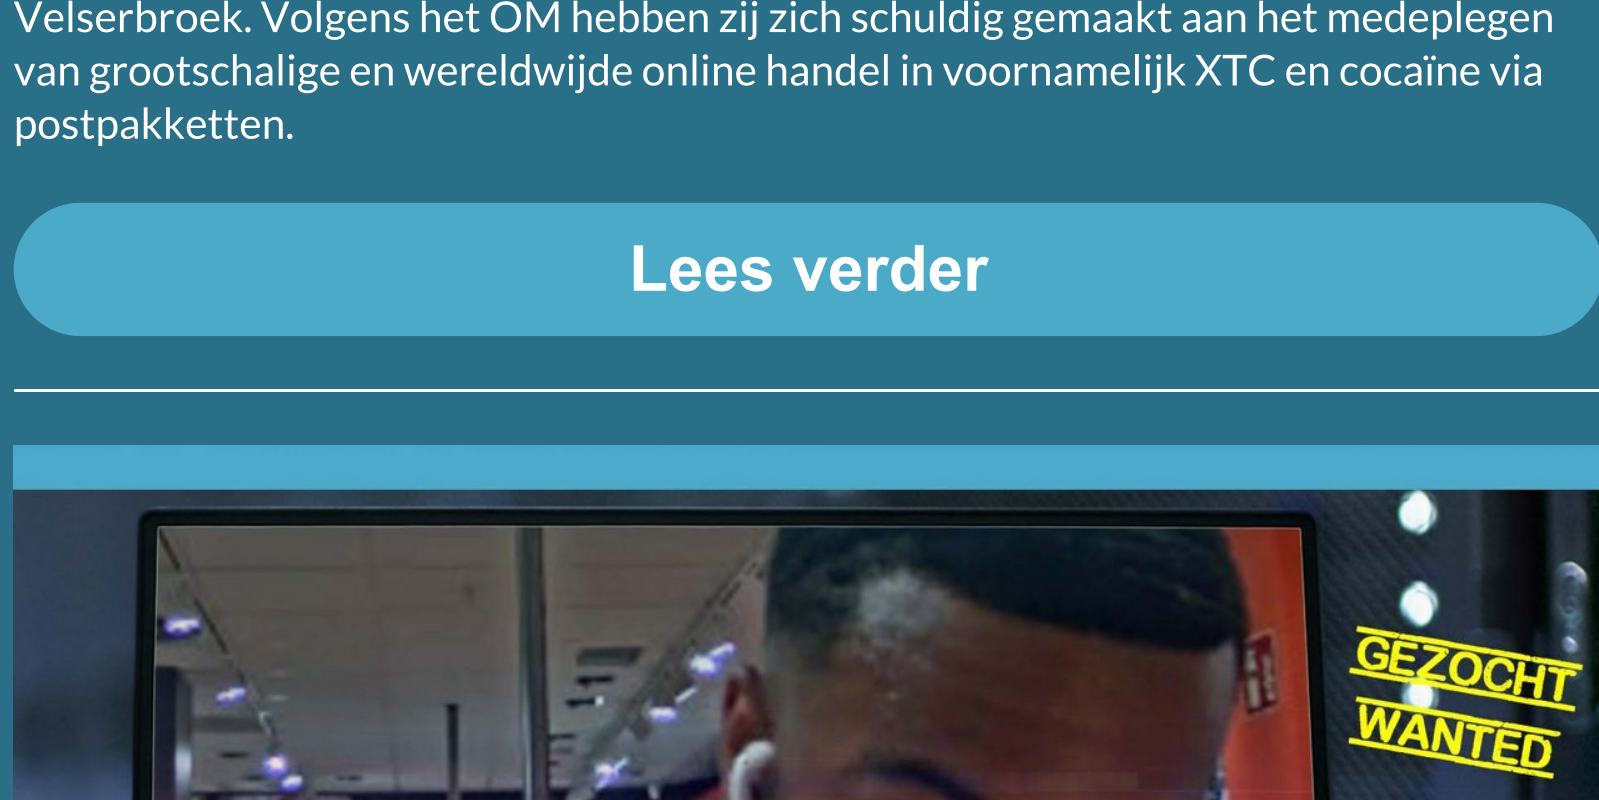 Velserbroek. Volgens het OM hebben zij zich schuldig gemaakt aan het medeplegen
van grootschalige en wereldwijde online handel in voornamelijk XTC en cocaïne via
postpakketten.
Lees verder
GEZOCHT
WANTED